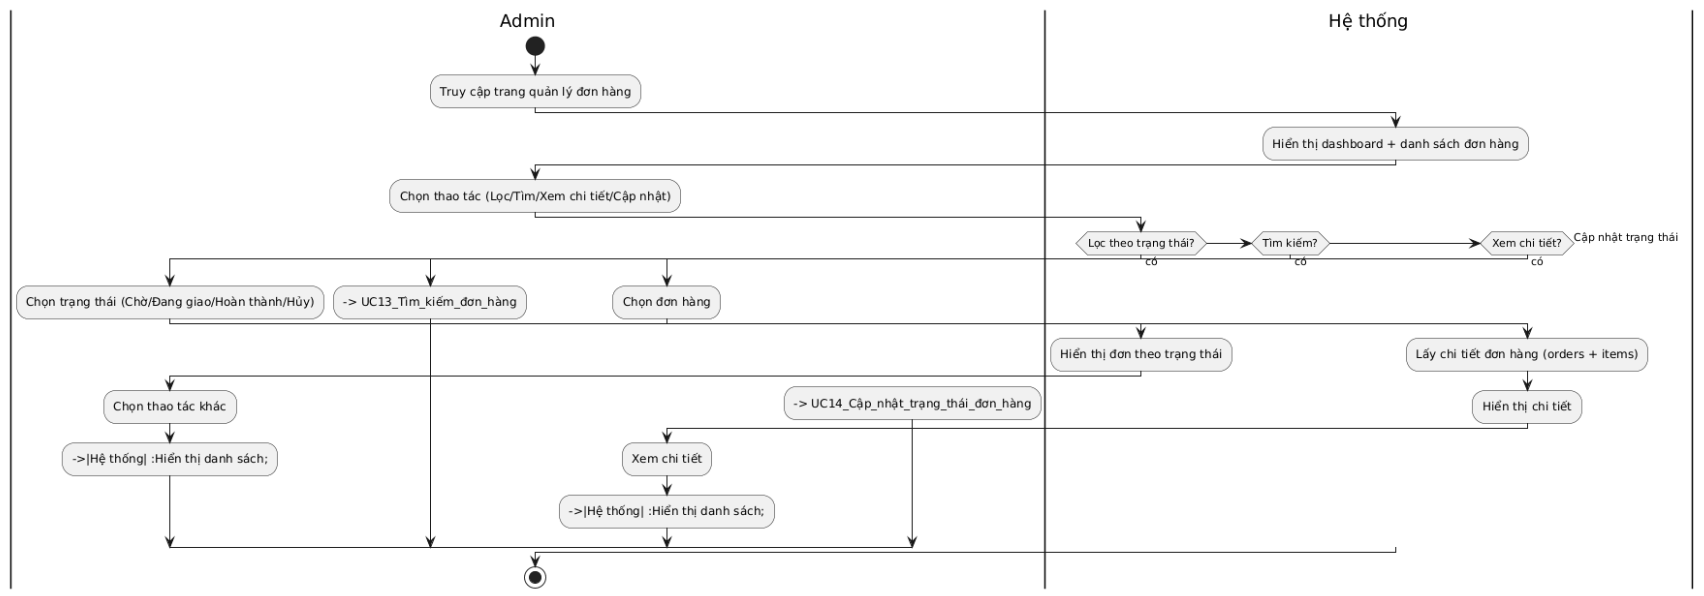 Admin
Hệ thống
Truy cập trang quản lý đơn hàng
Hiển thị dashboard + danh sách đơn hàng
Chọn thao tác (Lọc/Tìm/Xem chi tiết/Cập nhật)
Lọc theo trạng thái?
Tìm kiếm?
Xem chi tiết?
Cập nhật trạng thái
có
có
có
Chọn trạng thái (Chờ/Đang giao/Hoàn thành/Hủy)
-> UC13_Tìm_kiếm_đơn_hàng
Chọn đơn hàng
Hiển thị đơn theo trạng thái
Lấy chi tiết đơn hàng (orders + items)
Chọn thao tác khác
-> UC14_Cập_nhật_trạng_thái_đơn_hàng
Hiển thị chi tiết
->|Hệ thống| :Hiển thị danh sách;
Xem chi tiết
->|Hệ thống| :Hiển thị danh sách;